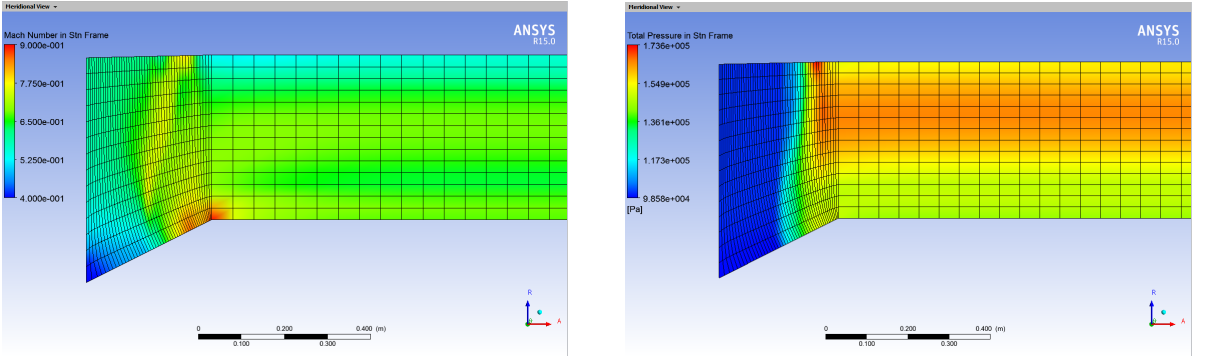 Meridional View
Mach Number in Stn Frame
9.000e-001
7.750e-001
6.500e-001
5.250e-001
4.000e-001
ANSYS
R15.0
0 0.200 0.400 (m)
0.100 0.300
R
A
Meridional View
Total Pressure in Stn Frame
1.736e+005
1.549e+005
1.361e+005
1.173e+005
9.858e+004
[Pa]
ANSYS
R15.0
0 0.200 0.400 (m)
0.100 0.300
R
A